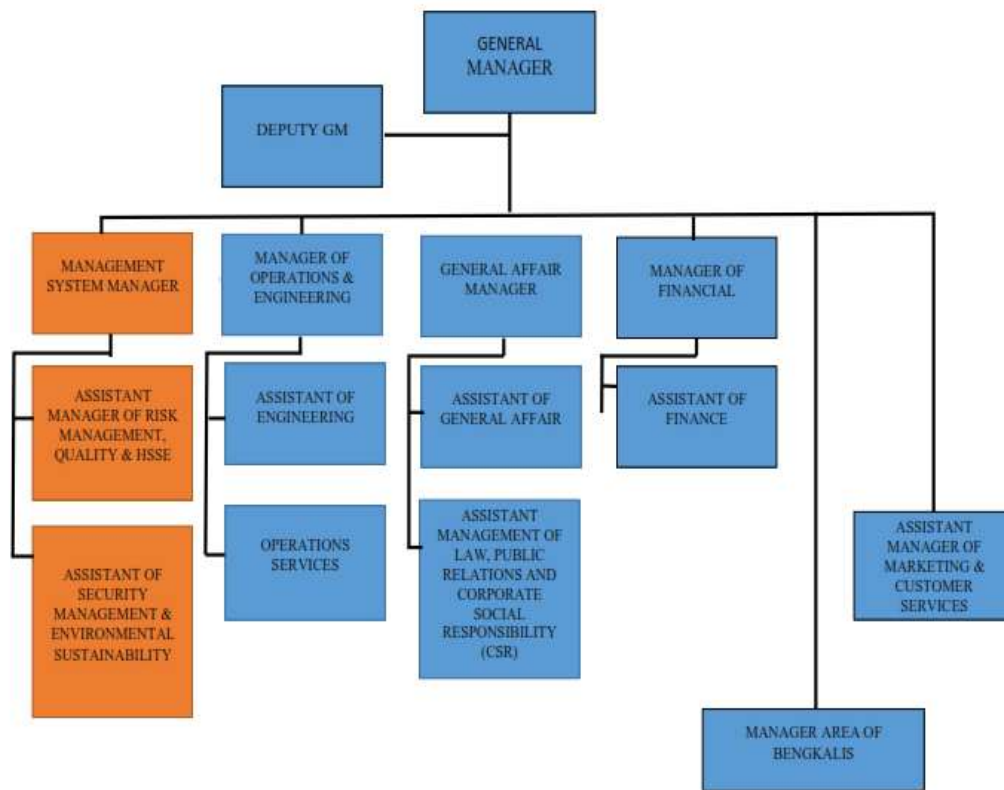 GENERAL
MANAGER
DEPUTY GM
MANAGEMENT
SYSTEM MANAGER
MANAGER OF
OPERATIONS &
ENGINEERING
GENERAL AFFAIR
MANAGER
MANAGER OF
FINANCIAL
ASSISTANT
MANAGER OF RISK
MANAGEMENT,
QUALITY & HSSE
ASSISTANT OF
ENGINEERING
ASSISTANT OF
GENERAL AFFAIR
ASSISTANT OF
FINANCE
ASSISTANT OF
SECURITY
MANAGEMENT &
ENVIRONMENTAL
SUSTAINABILITY
OPERATIONS
SERVICES
ASSISTANT
MANAGEMENT OF
LAW, PUBLIC
RELATIONS AND
CORPORATE
SOCIAL
RESPONSIBILITY
(CSR)
ASSISTANT
MANAGER OF
MARKETING &
CUSTOMER
SERVICES
MANAGER AREA OF
BENGKALIS